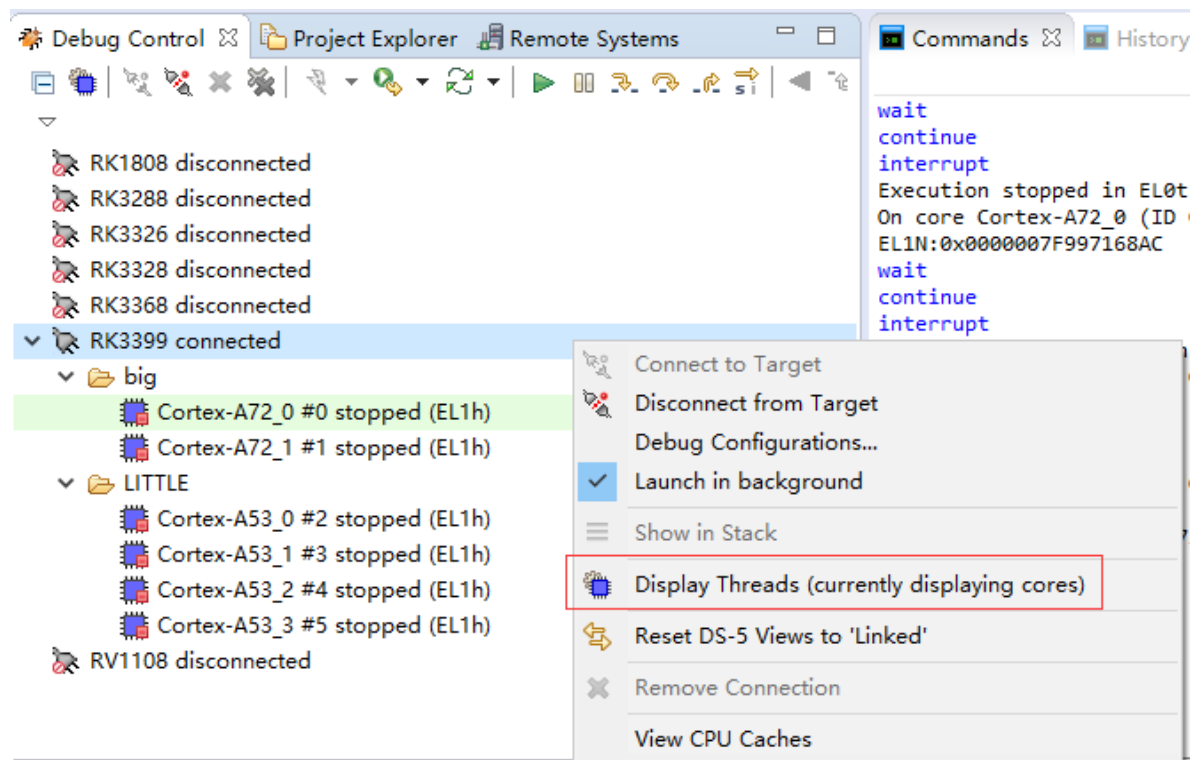 Debug Control Project Explorer Remote Systems
Commands History
RK1808 disconnected
RK3288 disconnected
RK3326 disconnected
RK3328 disconnected
RK3368 disconnected
RK3399 connected
big
Cortex-A72_0 #0 stopped (EL1h)
Cortex-A72_1 #1 stopped (EL1h)
LITTLE
Cortex-A53_0 #2 stopped (EL1h)
Cortex-A53_1 #3 stopped (EL1h)
Cortex-A53_2 #4 stopped (EL1h)
Cortex-A53_3 #5 stopped (EL1h)
RV1108 disconnected
wait
continue
interrupt
Execution stopped in EL0t
On core Cortex-A72_0 (ID
EL1N:0x0000007F997168AC
wait
continue
interrupt
Connect to Target
Disconnect from Target
Debug Configurations...
Launch in background
Show in Stack
Display Threads (currently displaying cores)
Reset DS-5 Views to 'Linked'
Remove Connection
View CPU Caches